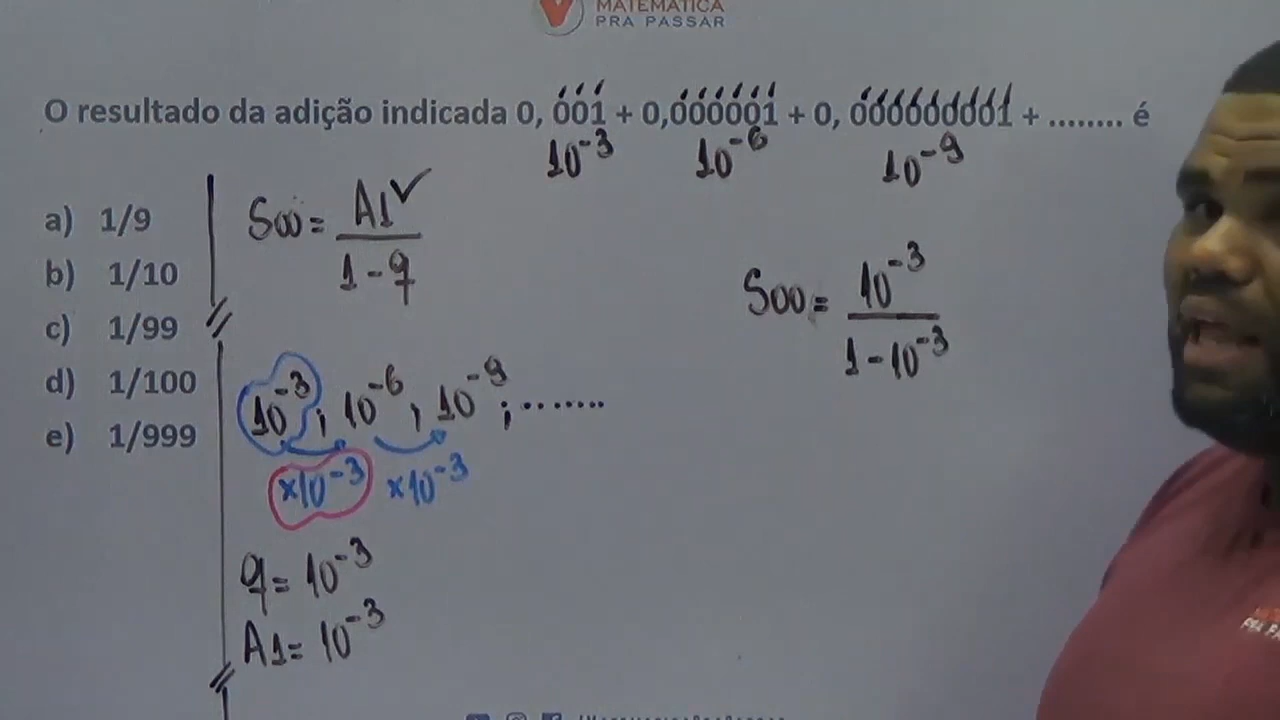 MATEMÁTICA
PRA PASSAR
O resultado da adição indicada 0, 001 + 0,000001 + 0, 000000001 + ........ é
10⁻³ 10⁻⁶ 10⁻⁹
a) 1/9
b) 1/10
c) 1/99
d) 1/100
e) 1/999
S∞ = A1 / 1 - q
10⁻³ ; 10⁻⁶ ; 10⁻⁹ ; .......
×10⁻³ ×10⁻³
q = 10⁻³
A1 = 10⁻³
S∞ = 10⁻³ / 1 - 10⁻³